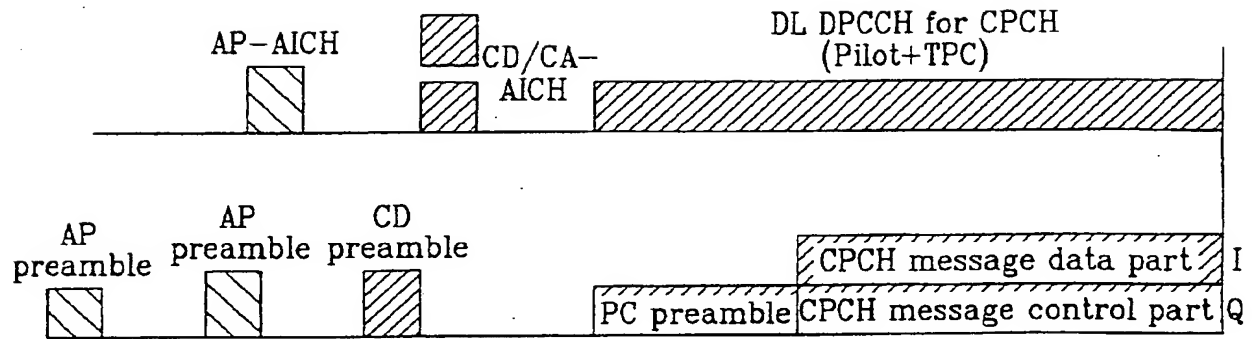 DL DPCCH for CPCH
(Pilot+TPC)
AP-AICH
CD/CA-
AICH
AP
preamble
AP
preamble
CD
preamble
CPCH message data part
I
PC preamble
CPCH message control part
Q